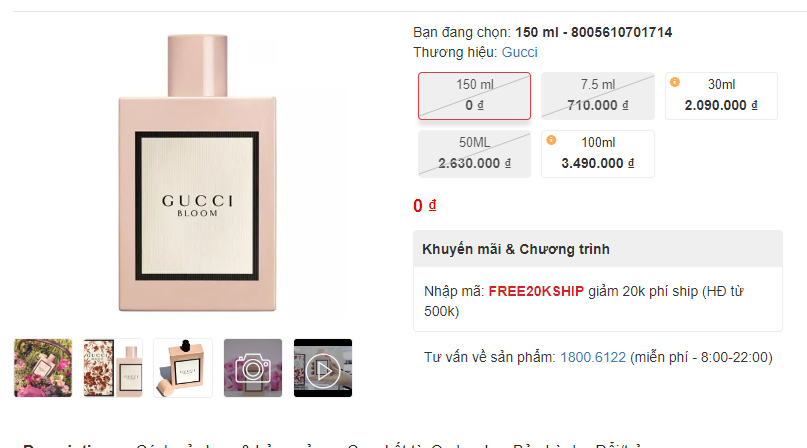 Bạn đang chọn: 150 ml - 8005610701714
Thương hiệu: Gucci
150 ml
0 ₫
7.5 ml
710.000 ₫
30ml
2.090.000 ₫
50ML
2.630.000 ₫
100ml
3.490.000 ₫
0 ₫
GUCCI
BLOOM
Khuyến mãi & Chương trình
Nhập mã: FREE20KSHIP giảm 20k phí ship (HĐ từ
500k)
Tư vấn về sản phẩm: 1800.6122 (miễn phí - 8:00-22:00)